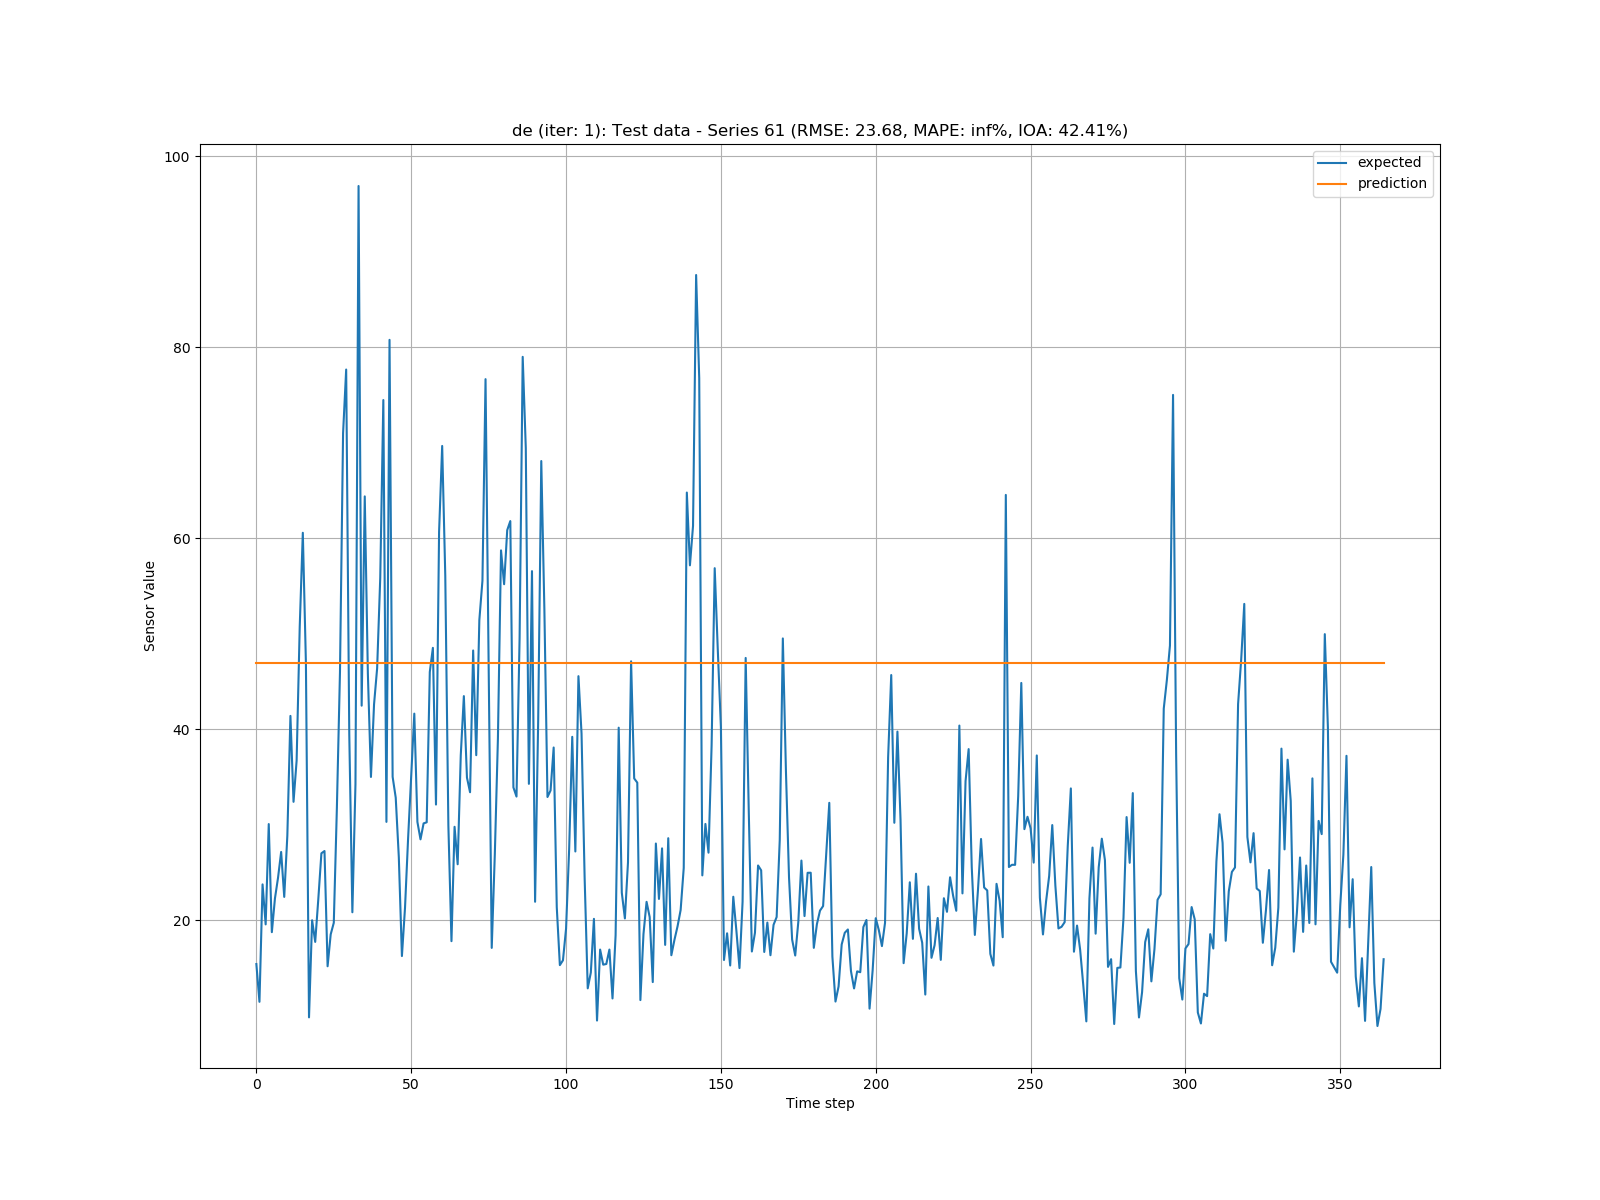 de (iter: 1): Test data - Series 61 (RMSE: 23.68, MAPE: inf%, IOA: 42.41%)
expected
prediction
100
80
60
40
20
Sensor Value
0 50 100 150 200 250 300 350
Time step